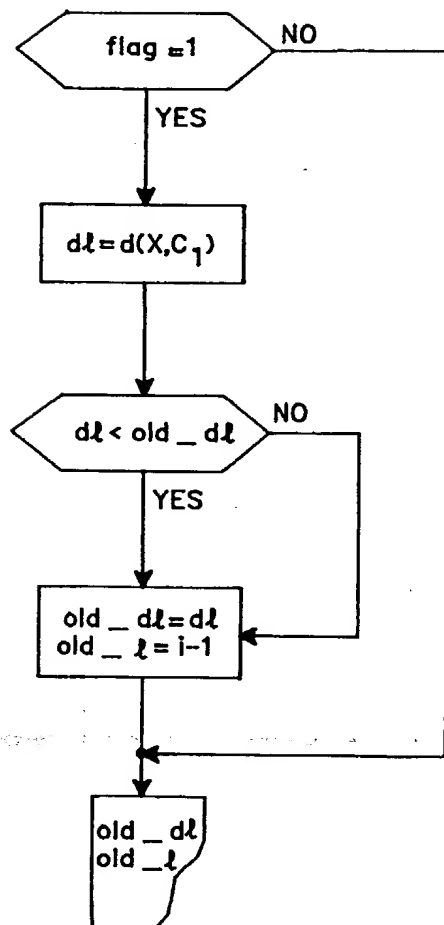 flag = 1
NO
YES
dℓ = d(X,C₁)
dℓ < old _ dℓ
NO
YES
old _ dℓ = dℓ
old _ ℓ = i-1
old _ dℓ
old _ ℓ